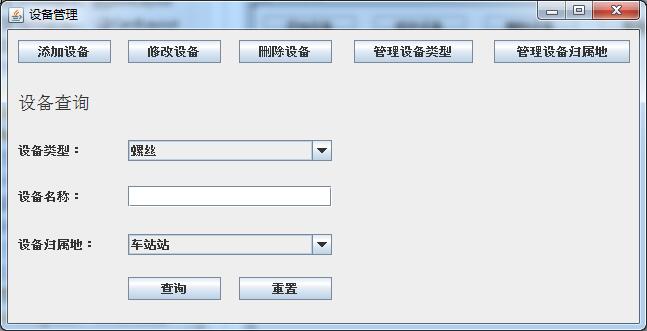 设备管理
添加设备 修改设备 删除设备 管理设备类型 管理设备归属地
设备查询
设备类型： 螺丝
设备名称：
设备归属地： 车站站
查询 重置